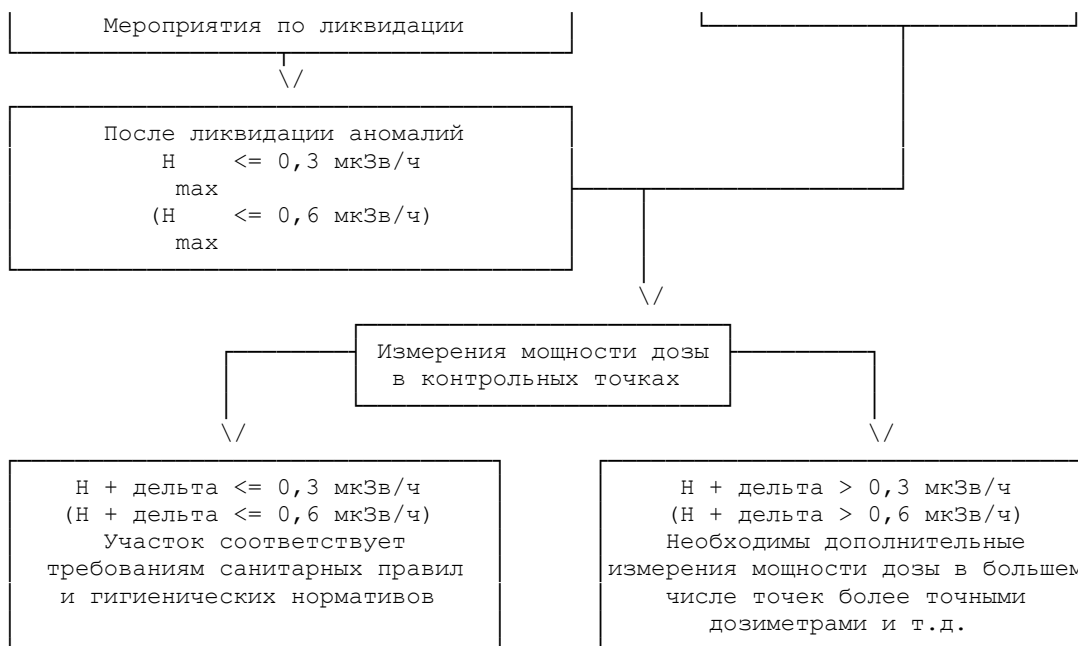 Мероприятия по ликвидации
\/
После ликвидации аномалий
H <= 0,3 мкЗв/ч
max
(H <= 0,6 мкЗв/ч)
max
\/
Измерения мощности дозы
в контрольных точках
\/
\/
H + дельта <= 0,3 мкЗв/ч
(H + дельта <= 0,6 мкЗв/ч)
Участок соответствует
требованиям санитарных правил
и гигиенических нормативов
H + дельта > 0,3 мкЗв/ч
(H + дельта > 0,6 мкЗв/ч)
Необходимы дополнительные
измерения мощности дозы в большем
числе точек более точными
дозиметрами и т.д.